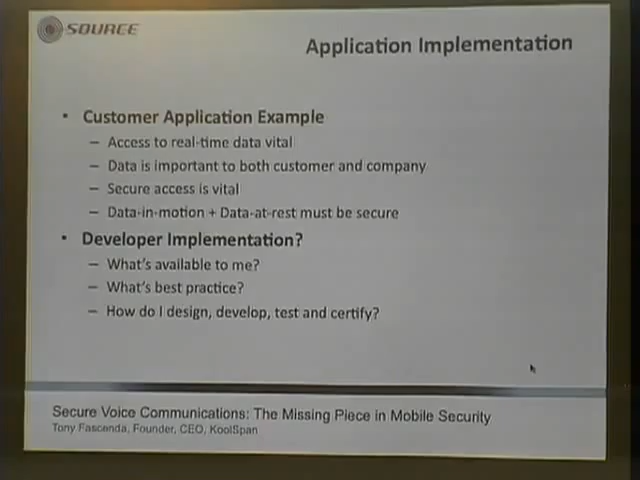 SOURCE
Application Implementation
• Customer Application Example
– Access to real-time data vital
– Data is important to both customer and company
– Secure access is vital
– Data-in-motion + Data-at-rest must be secure
• Developer Implementation?
– What's available to me?
– What's best practice?
– How do I design, develop, test and certify?
Secure Voice Communications: The Missing Piece in Mobile Security
Tony Fascenda, Founder, CEO, KoolSpan